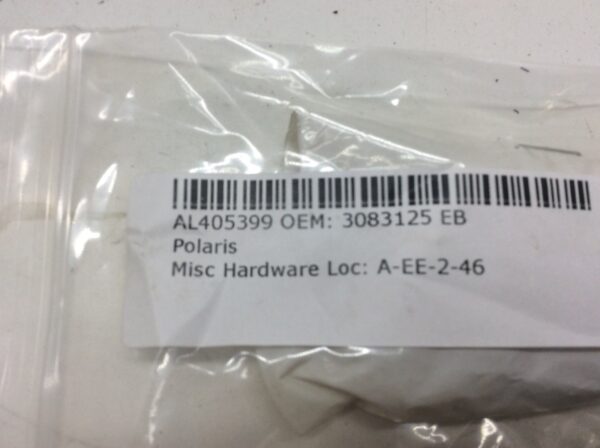 AL405399 OEM: 3083125 EB
Polaris
Misc Hardware Loc: A-EE-2-46